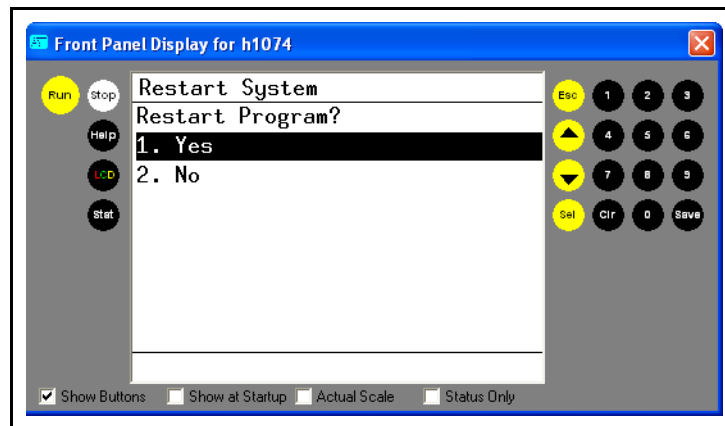 Front Panel Display for h1074
Run Stop Restart System Esc 1 2 3
Restart Program?
Help 1. Yes 4 5 6
LCD 2. No 7 8 9
Stat Sel Clr 0 Save
Show Buttons Show at Startup Actual Scale Status Only